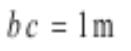 bc = 1m